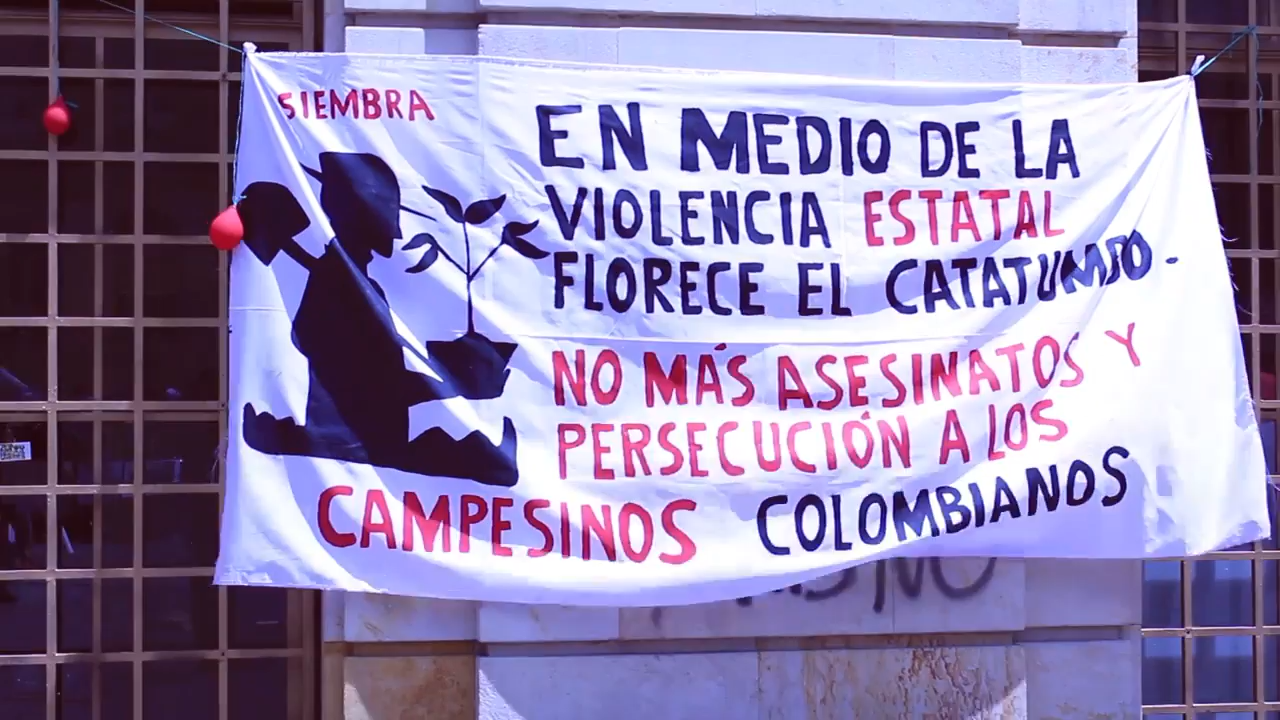 SIEMBRA
EN MEDIO DE LA
VIOLENCIA ESTATAL
FLORECE EL CATATUMBO -
NO MÁS ASESINATOS Y
PERSECUCIÓN A LOS
CAMPESINOS COLOMBIANOS